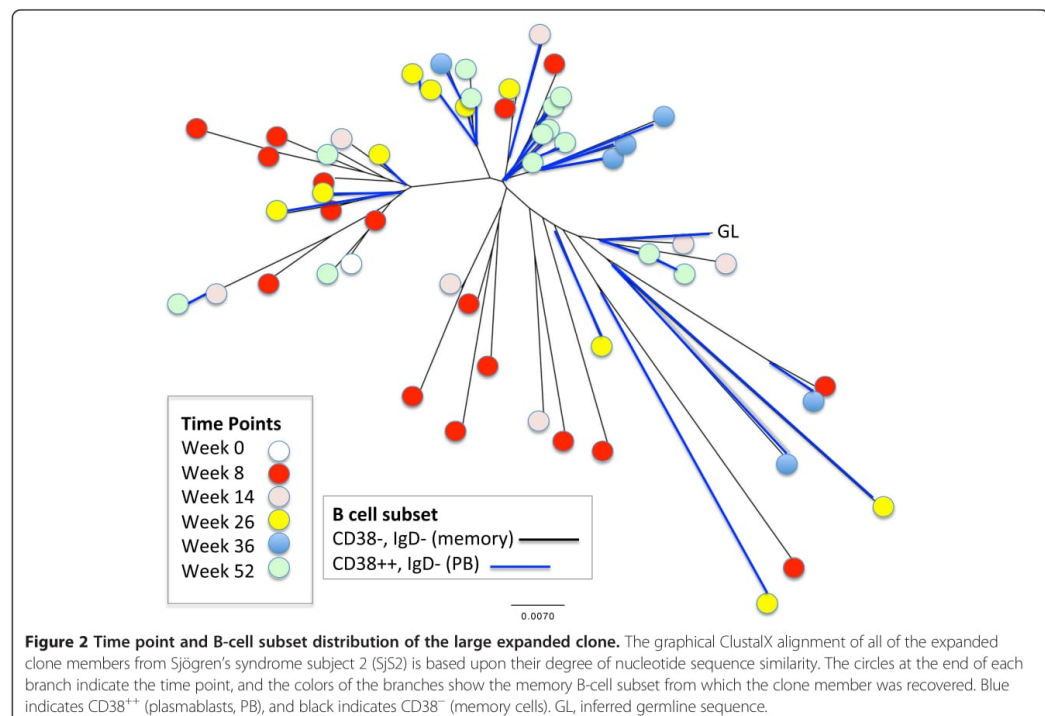 GL
Time Points
Week 0
Week 8
Week 14
Week 26
Week 36
Week 52
B cell subset
CD38-, IgD- (memory)
CD38++, IgD- (PB)
0.0070
Figure 2 Time point and B-cell subset distribution of the large expanded clone. The graphical ClustalX alignment of all of the expanded
clone members from Sjögren's syndrome subject 2 (SjS2) is based upon their degree of nucleotide sequence similarity. The circles at the end of each
branch indicate the time point, and the colors of the branches show the memory B-cell subset from which the clone member was recovered. Blue
indicates CD38++ (plasmablasts, PB), and black indicates CD38− (memory cells). GL, inferred germline sequence.